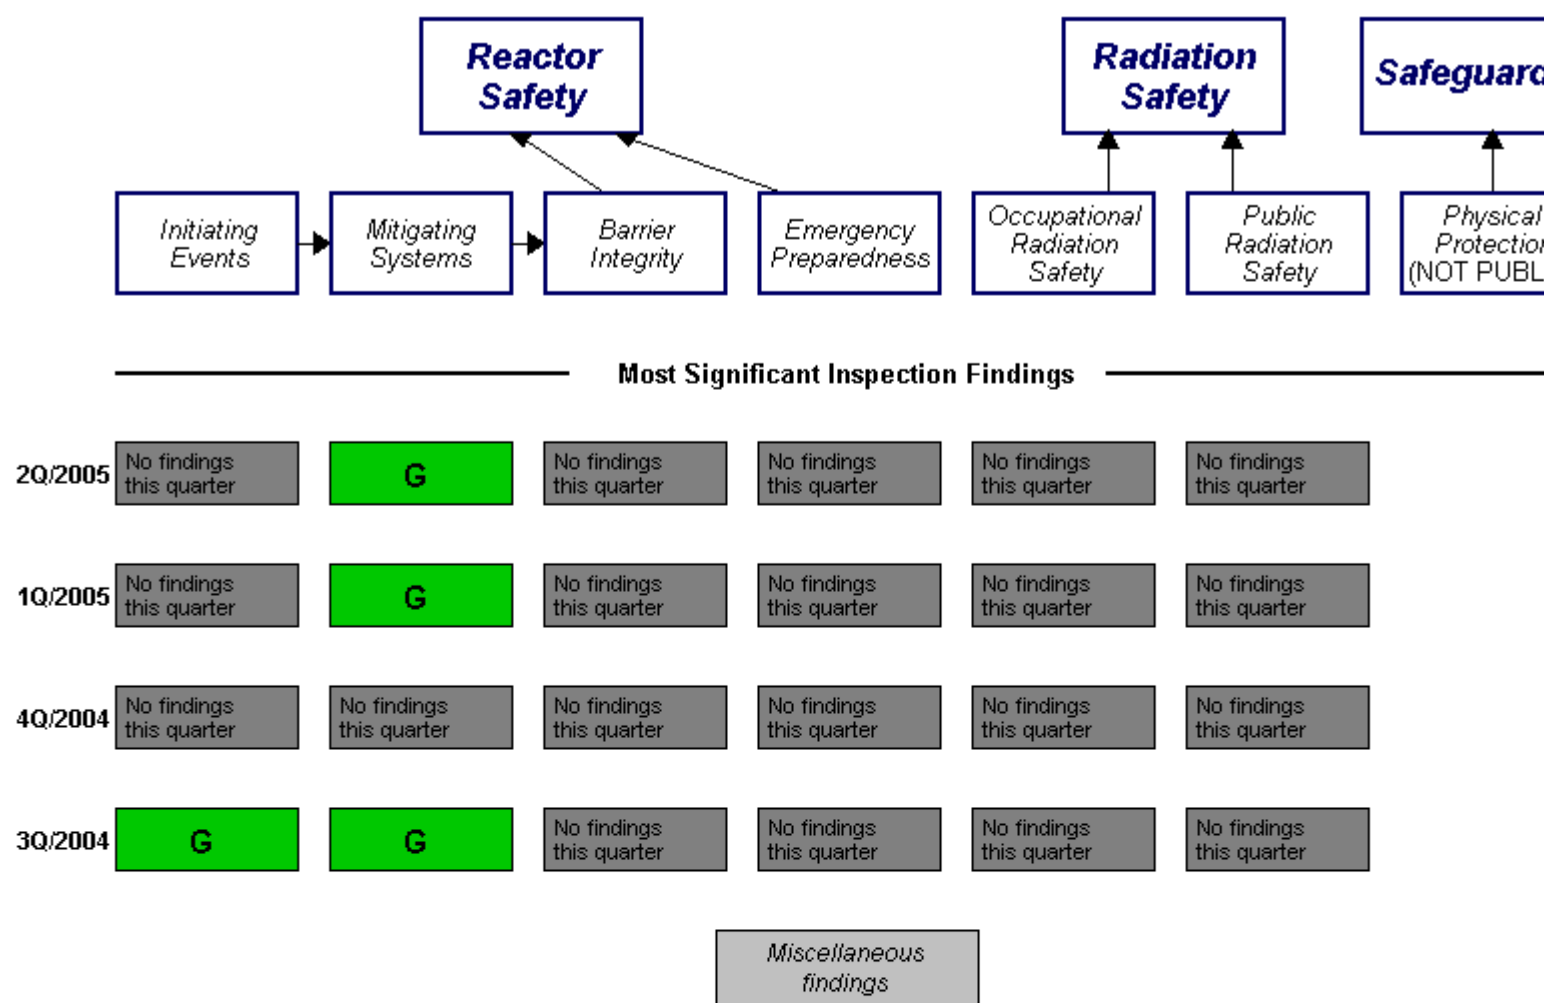 Reactor
Safety
Radiation
Safety
Safeguard
Initiating
Events
Mitigating
Systems
Barrier
Integrity
Emergency
Preparedness
Occupational
Radiation
Safety
Public
Radiation
Safety
Physical
Protection
(NOT PUBL
Most Significant Inspection Findings
2Q/2005
No findings
this quarter
G
No findings
this quarter
No findings
this quarter
No findings
this quarter
No findings
this quarter
1Q/2005
No findings
this quarter
G
No findings
this quarter
No findings
this quarter
No findings
this quarter
No findings
this quarter
4Q/2004
No findings
this quarter
No findings
this quarter
No findings
this quarter
No findings
this quarter
No findings
this quarter
No findings
this quarter
3Q/2004
G
G
No findings
this quarter
No findings
this quarter
No findings
this quarter
No findings
this quarter
Miscellaneous
findings